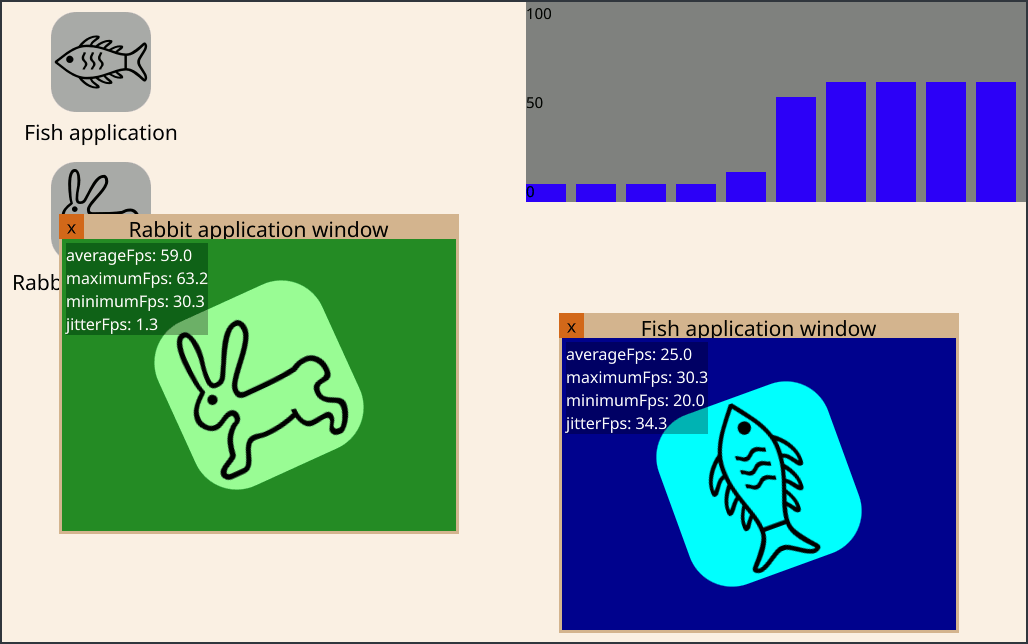 Fish application
100
50
0
Rabb
x Rabbit application window
averageFps: 59.0
maximumFps: 63.2
minimumFps: 30.3
jitterFps: 1.3
x Fish application window
averageFps: 25.0
maximumFps: 30.3
minimumFps: 20.0
jitterFps: 34.3